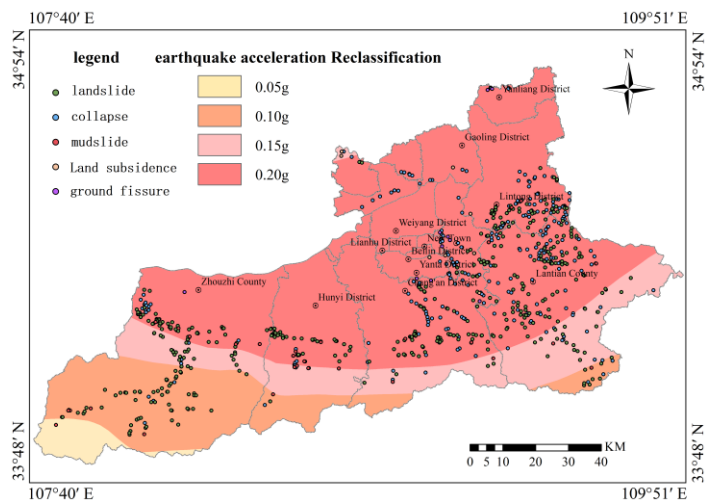 107°40′ E
109°51′ E
34°54′ N
34°54′ N
legend
earthquake acceleration Reclassification
landslide
collapse
mudslide
Land subsidence
ground fissure
0.05g
0.10g
0.15g
0.20g
N
Yanliang District
Gaoling District
Lintong District
Weiyang District
New Town
Lianhu District
Beilin District
Yanta District
Chang'an District
Lantian County
Zhouzhi County
Hunyi District
33°48′ N
33°48′ N
KM
0 5 10 20 30 40
107°40′ E
109°51′ E